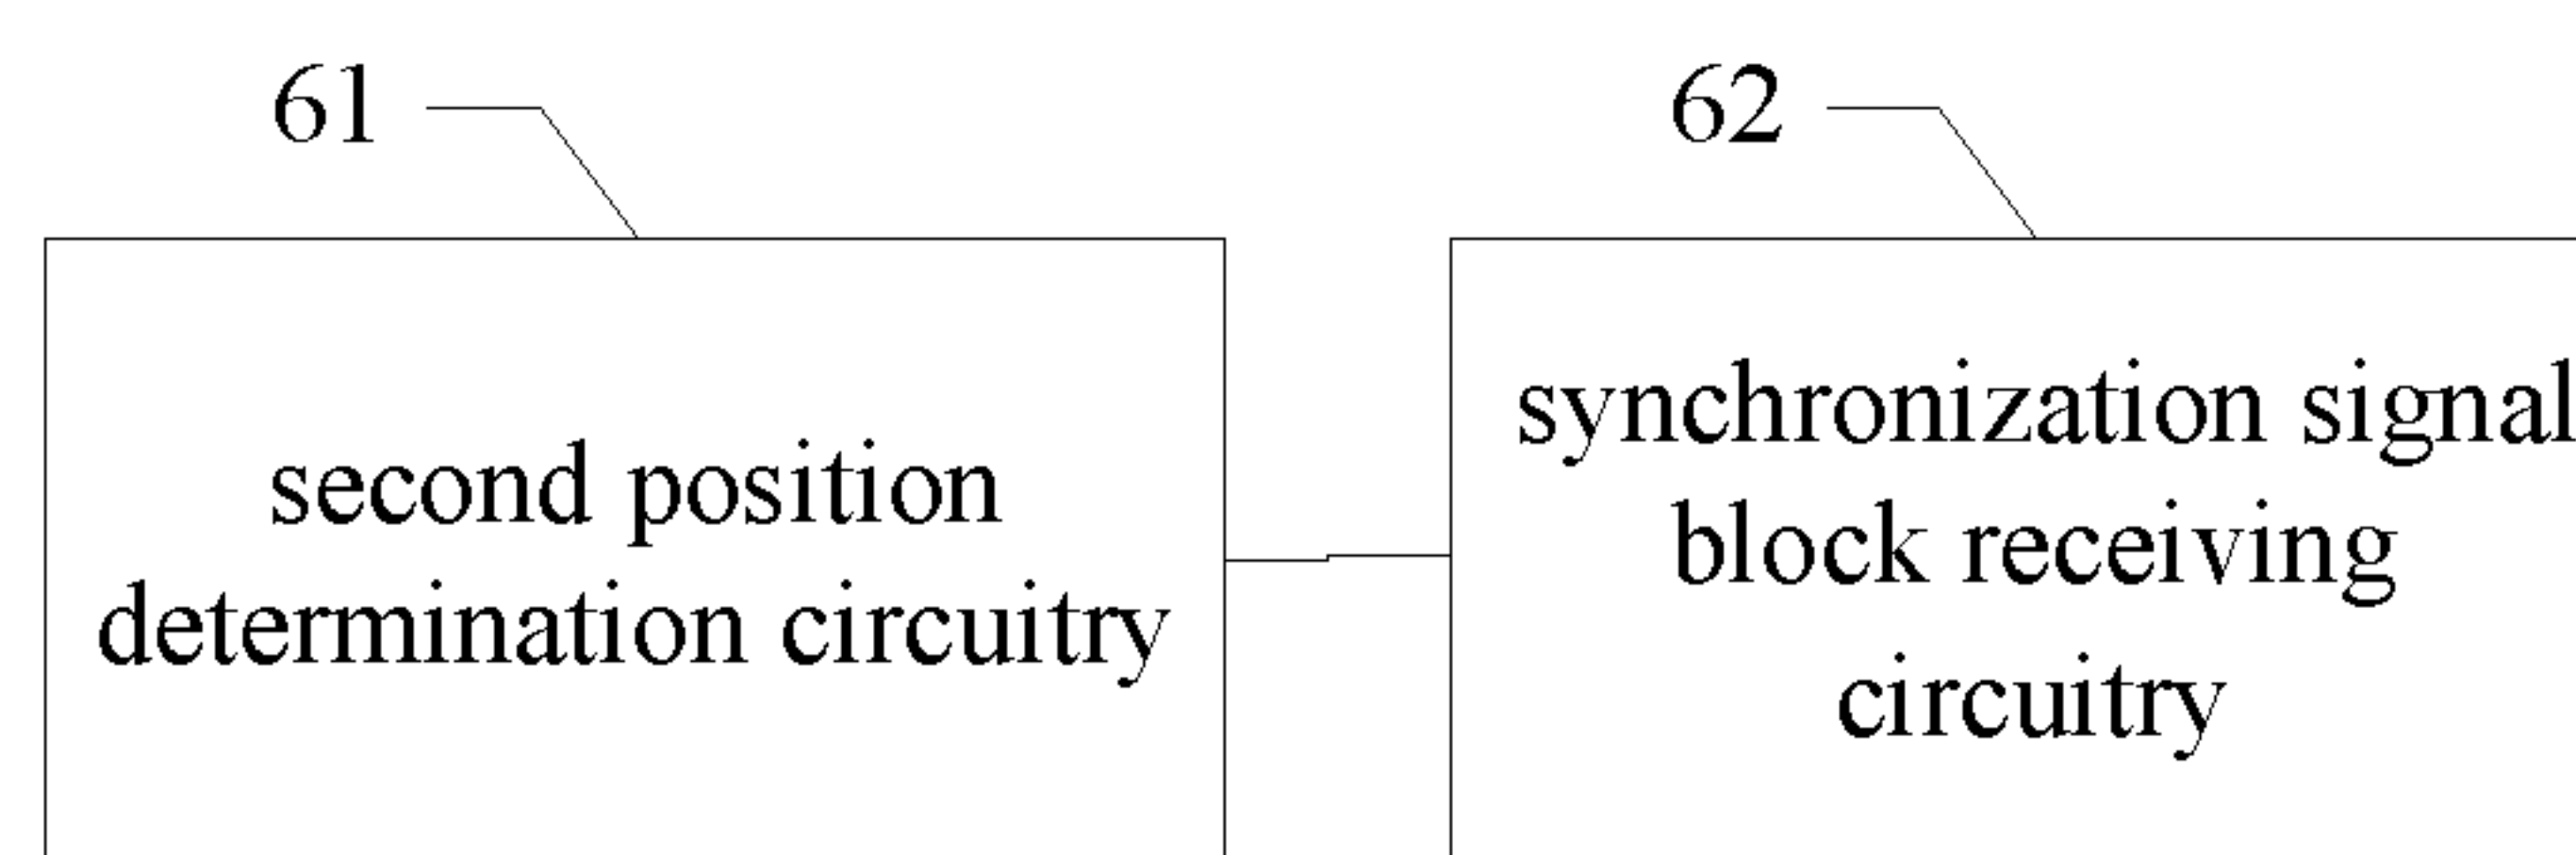 61
62
second position
determination circuitry
synchronization signal
block receiving
circuitry